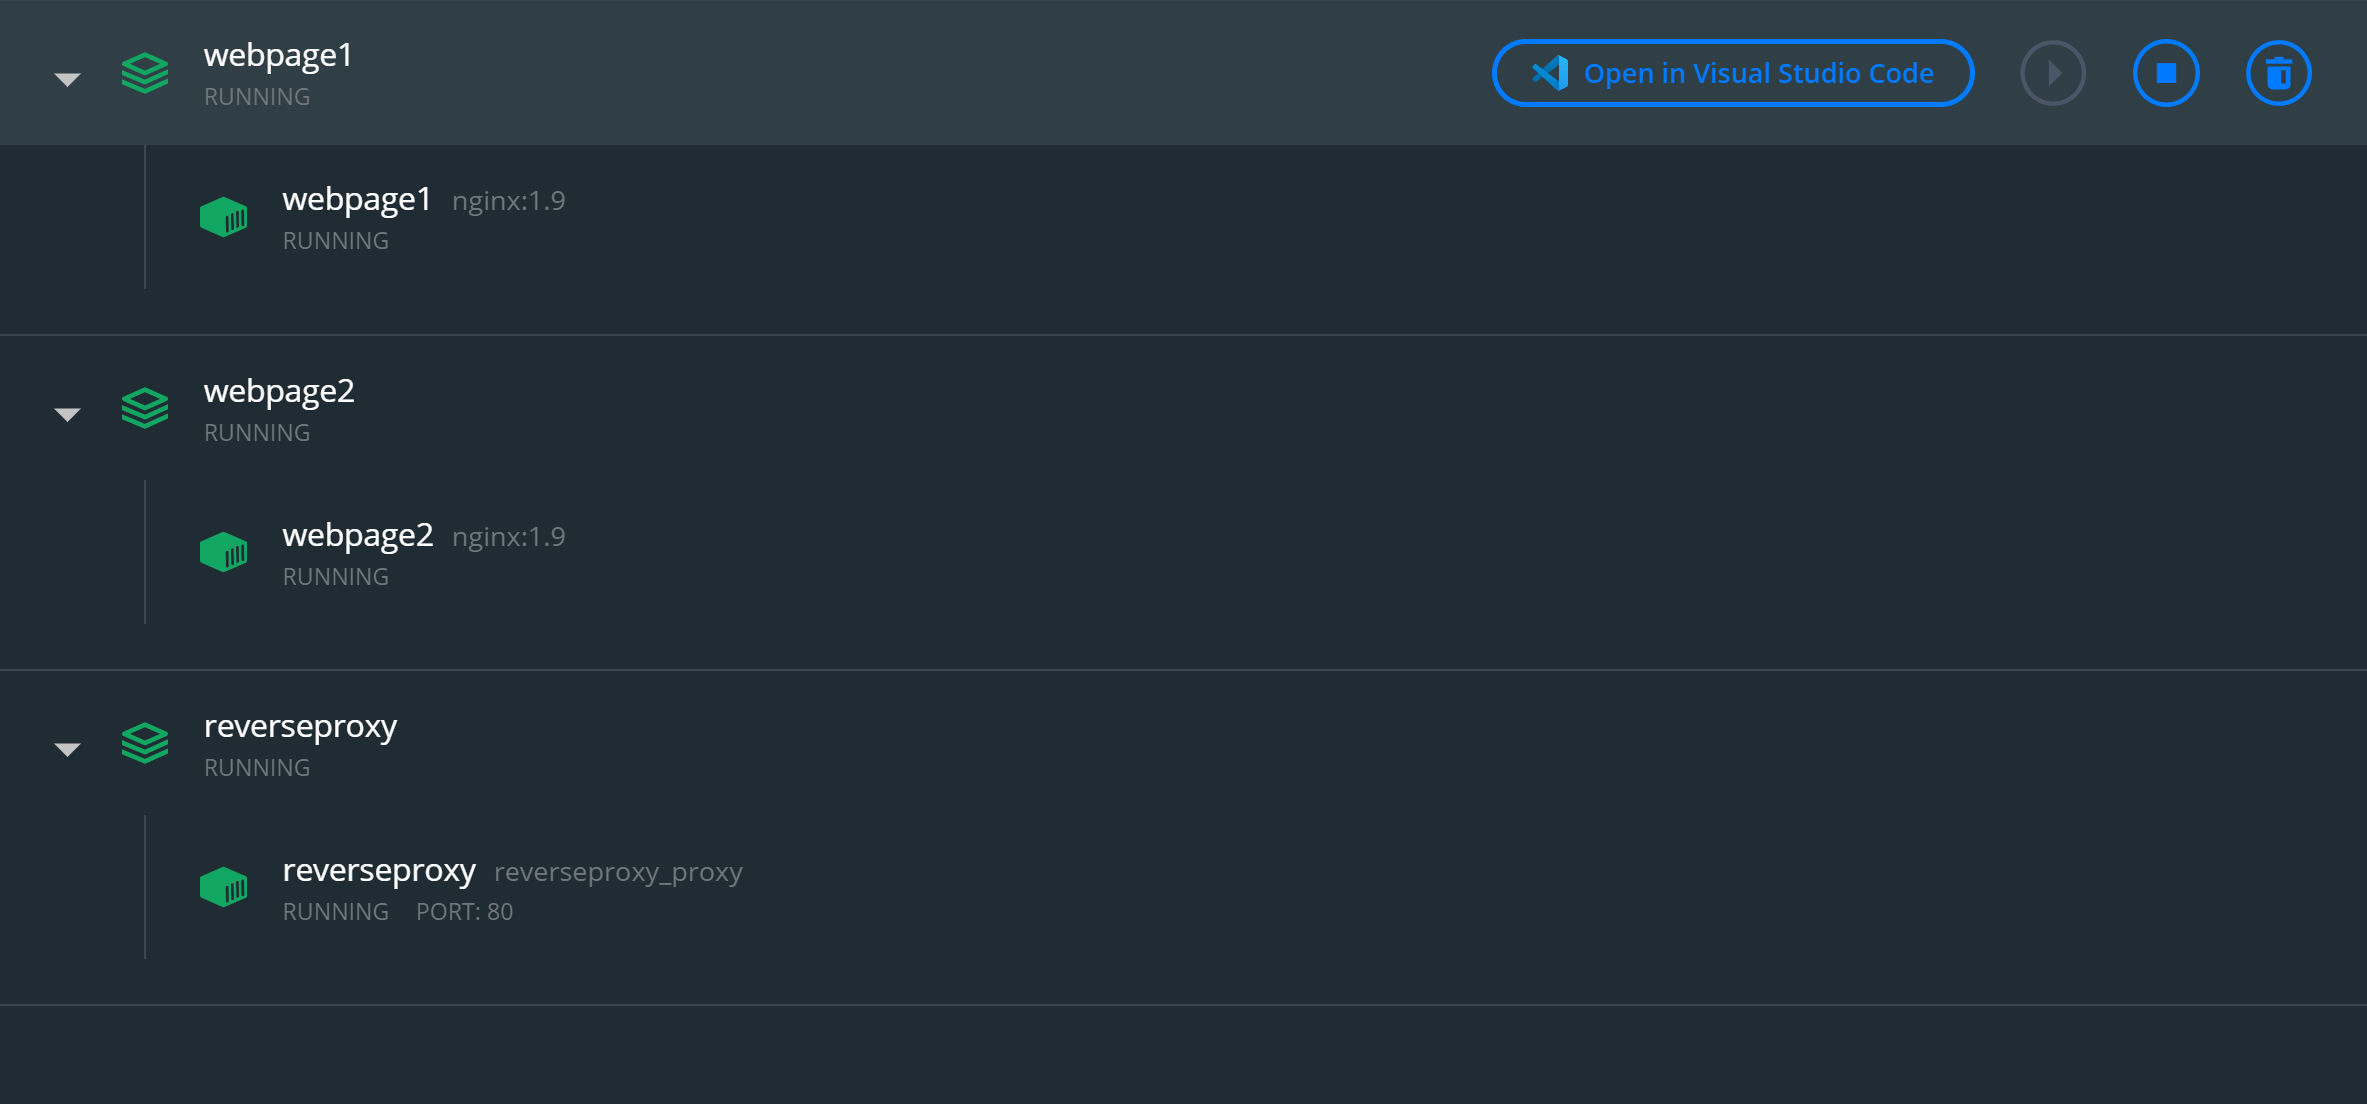 webpage1
RUNNING
Open in Visual Studio Code
webpage1 nginx:1.9
RUNNING
webpage2
RUNNING
webpage2 nginx:1.9
RUNNING
reverseproxy
RUNNING
reverseproxy reverseproxy_proxy
RUNNING PORT: 80